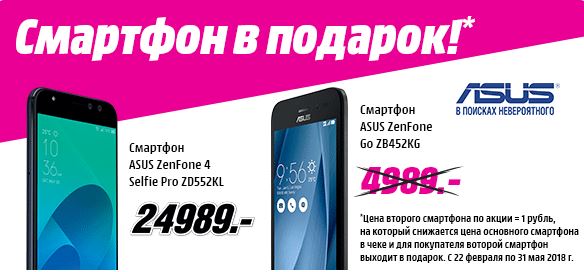 Смартфон в подарок!*
Смартфон
ASUS ZenFone 4
Selfie Pro ZD552KL
24989.-
ASUS
Смартфон
ASUS ZenFone
Go ZB452KG
4989.-
ASUS
В ПОИСКАХ НЕВЕРОЯТНОГО
*Цена второго смартфона по акции = 1 рубль,
на который снижается цена основного смартфона
в чеке и для покупателя воторой смартфон
выходит в подарок. С 22 февраля по 31 мая 2018 г.